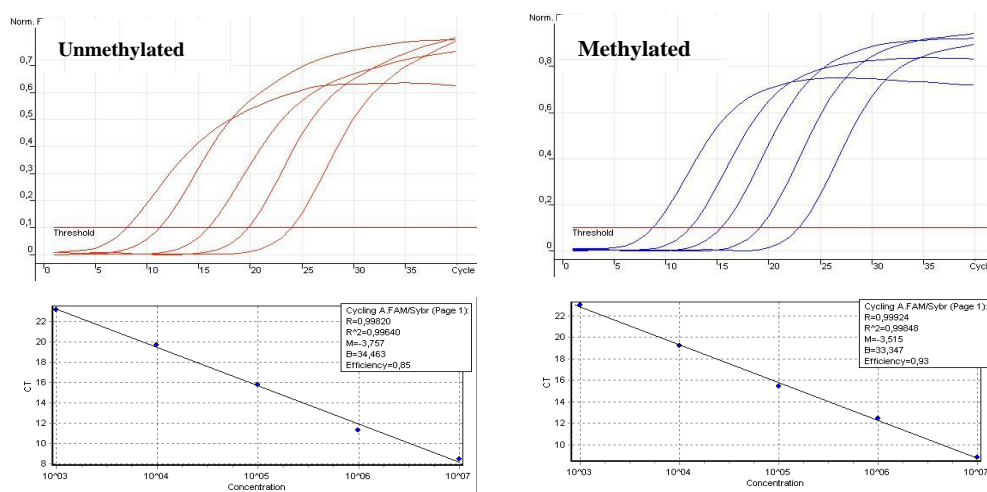 Norm. F
Unmethylated
0,7
0,6
0,5
0,4
0,3
0,2
0,1
Threshold
0
0 5 10 15 20 25 30 35 Cycle
Norm. F
Methylated
0,8
0,6
0,4
0,2
Threshold
0
0 5 10 15 20 25 30 35 Cycle
Cycling A.FAM/Sybr (Page 1):
R=0,99820
R^2=0,99640
M=-3,757
B=34,463
Efficiency=0,85
CT
22
20
18
16
14
12
10
8
10^03 10^04 10^05 10^06 10^07
Concentration
Cycling A.FAM/Sybr (Page 1):
R=0,99924
R^2=0,99848
M=-3,515
B=33,347
Efficiency=0,93
CT
22
20
18
16
14
12
10
10^03 10^04 10^05 10^06 10^07
Concentration